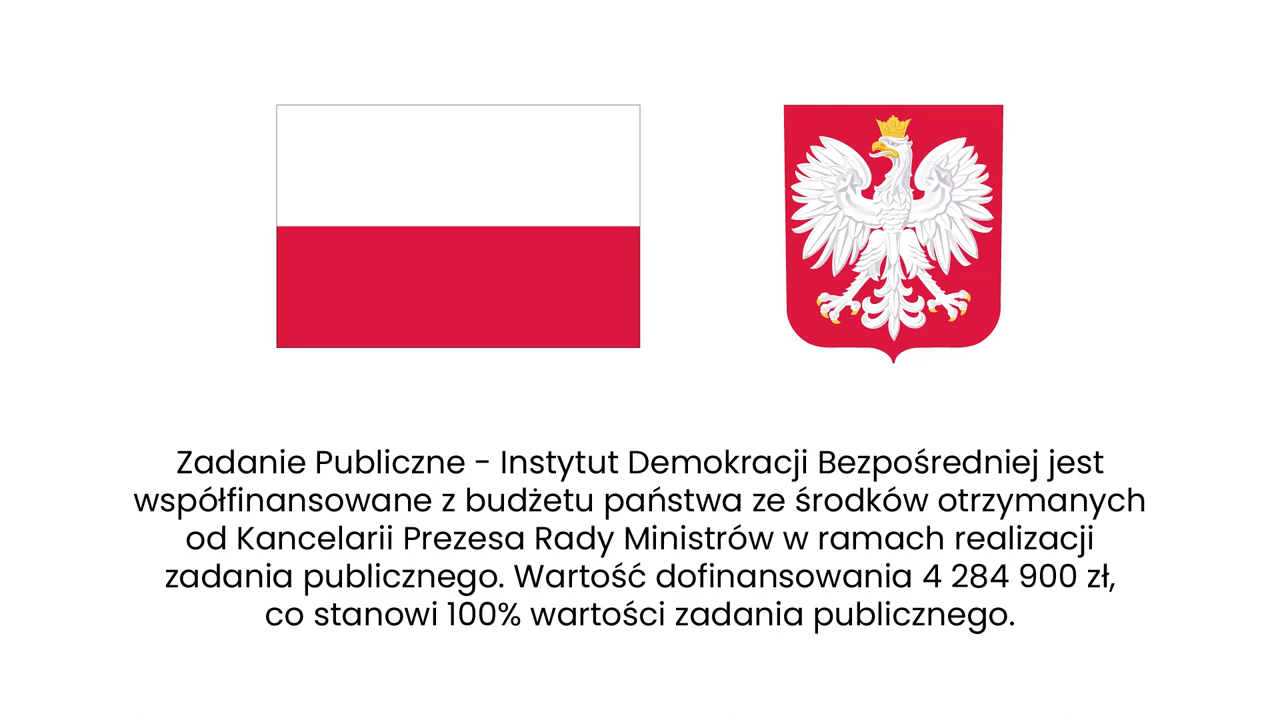 Zadanie Publiczne - Instytut Demokracji Bezpośredniej jest
współfinansowane z budżetu państwa ze środków otrzymanych
od Kancelarii Prezesa Rady Ministrów w ramach realizacji
zadania publicznego. Wartość dofinansowania 4 284 900 zł,
co stanowi 100% wartości zadania publicznego.